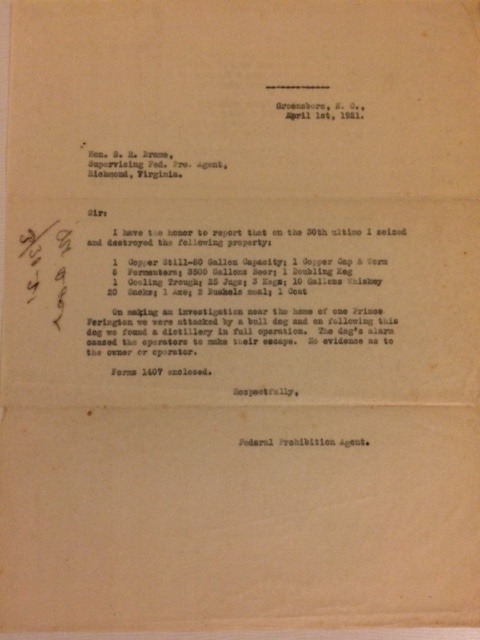 Greensboro, N. C.,
April 1st, 1921.
Hon. S. R. Brame,
Supervising Fed. Pro. Agent,
Richmond, Virginia.
Sir:
I have the honor to report that on the 30th ultimo I seized
and destroyed the following property:
1 Copper Still-80 Gallon Capacity; 1 Copper Cap & Worm
8 Fermenters; 3500 Gallons Beer; 1 Doubling Keg
1 Cooling Trough; 25 Jugs; 3 Kegs; 10 Gallons Whiskey
20 Sacks; 1 Axe; 2 Bushels meal; 1 Coat
On making an investigation near the home of one Prince
Ferington we were attacked by a bull dog and on following this
dog we found a distillery in full operation. The dog's alarm
caused the operators to make their escape. No evidence as to
the owner or operator.
Forms 1407 enclosed.
Respectfully,
Federal Prohibition Agent.